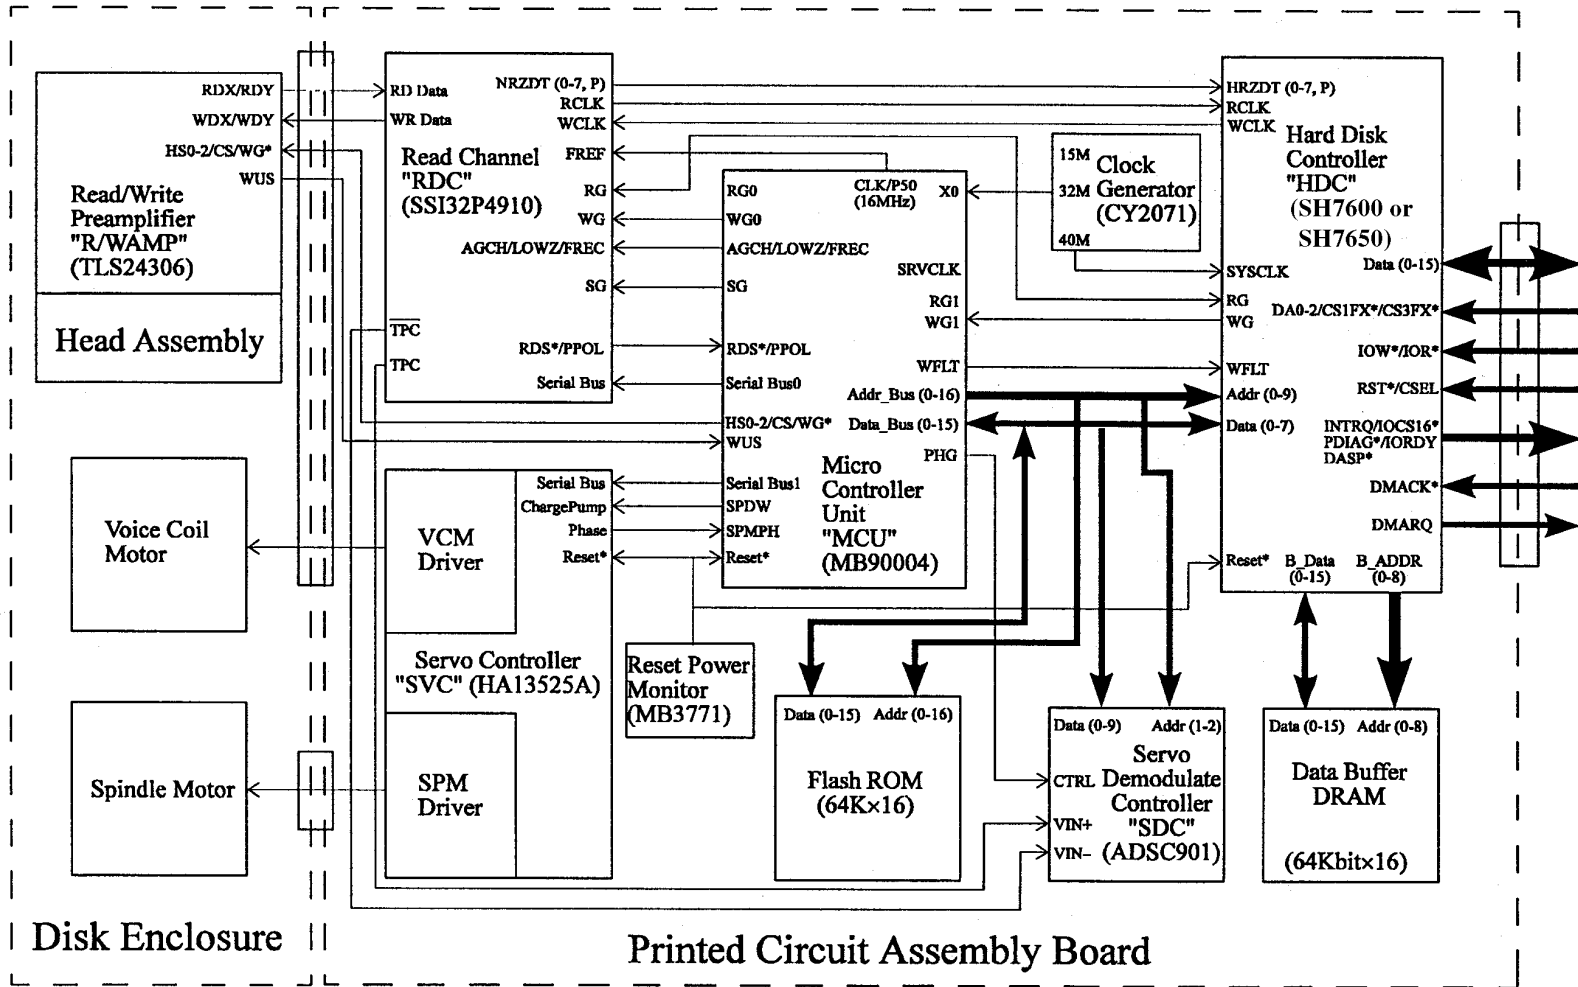 RDX/RDY
WDX/WDY
HS0-2/CS/WG*
WUS
Read/Write
Preamplifier
"R/WAMP"
(TLS24306)
Head Assembly
Voice Coil
Motor
Spindle Motor
Disk Enclosure
RD Data
WR Data
NRZDT (0-7, P)
RCLK
WCLK
FREF
Read Channel
"RDC"
(SSI32P4910)
RG
WG
AGCH/LOWZ/FREC
SG
TPC
RDS*/PPOL
TPC
Serial Bus
VCM
Driver
Serial Bus
ChargePump
Phase
Reset*
Servo Controller
"SVC" (HA13525A)
SPM
Driver
RG0
CLK/P50
(16MHz)
X0
WG0
AGCH/LOWZ/FREC
SRVCLK
SG
RG1
WG1
RDS*/PPOL
WFLT
Serial Bus0
Addr_Bus (0-16)
HS0-2/CS/WG*
Data_Bus (0-15)
WUS
PHG
Serial Bus1
SPDW
SPMPH
Reset*
Micro
Controller
Unit
"MCU"
(MB90004)
Reset Power
Monitor
(MB3771)
15M
32M
40M
Clock
Generator
(CY2071)
HRZDT (0-7, P)
RCLK
WCLK
Hard Disk
Controller
"HDC"
(SH7600 or
SH7650)
Data (0-15)
SYSCLK
RG
DA0-2/CS1FX*/CS3FX*
WG
IOW*/IOR*
WFLT
RST*/CSEL
Addr (0-9)
Data (0-7)
INTRQ/IOCS16*
PDIAG*/IORDY
DASP*
DMACK*
DMARQ
Reset*
B_Data
(0-15)
B_ADDR
(0-8)
Data (0-15)
Addr (0-16)
Flash ROM
(64K×16)
Data (0-9)
Addr (1-2)
CTRL
VIN+
VIN−
Servo
Demodulate
Controller
"SDC"
(ADSC901)
Data (0-15)
Addr (0-8)
Data Buffer
DRAM
(64Kbit×16)
Printed Circuit Assembly Board